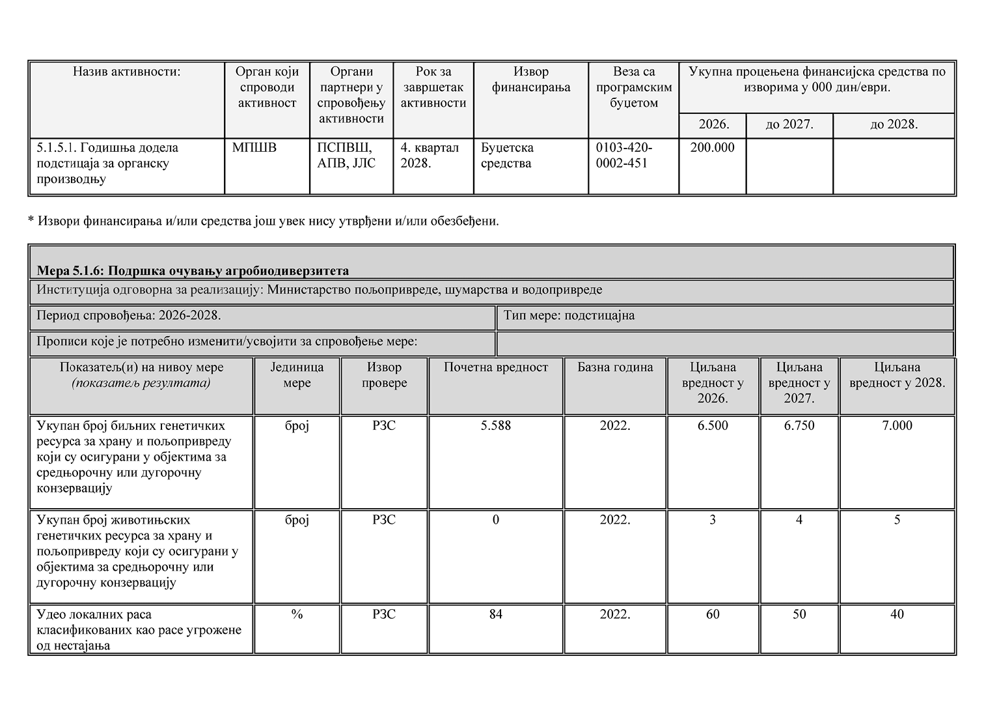 Назив активности:
Орган који
спроводи
активност
Органи
партнери у
спровођењу
активности
Рок за
завршетак
активности
Извор
финансирања
Веза са
програмским
буџетом
Укупна процењена финансијска средства по
изворима у 000 дин/еври.
2026.
до 2027.
до 2028.
5.1.5.1. Годишња додела
подстицаја за органску
производњу
МПШВ
ПСПВШ,
АПВ, ЈЛС
4. квартал
2028.
Буџетска
средства
0103-420-
0002-451
200.000
* Извори финансирања и/или средства још увек нису утврђени и/или обезбеђени.
Мера 5.1.6: Подршка очувању агробиодиверзитета
Институција одговорна за реализацију: Министарство пољопривреде, шумарства и водопривреде
Период спровођења: 2026-2028.
Тип мере: подстицајна
Прописи које је потребно изменити/усвојити за спровођење мере:
Показатељ(и) на нивоу мере
(показатељ резултата)
Јединица
мере
Извор
провере
Почетна вредност
Базна година
Циљана
вредност у
2026.
Циљана
вредност у
2027.
Циљана
вредност у 2028.
Укупан број биљних генетичких
ресурса за храну и пољопривреду
који су осигурани у објектима за
средњорочну или дугорочну
конзервацију
број
РЗС
5.588
2022.
6.500
6.750
7.000
Укупан број животињских
генетичких ресурса за храну и
пољопривреду који су осигурани у
објектима за средњорочну или
дугорочну конзервацију
број
РЗС
0
2022.
3
4
5
Удео локалних раса
класификованих као расе угрожене
од нестајања
%
РЗС
84
2022.
60
50
40